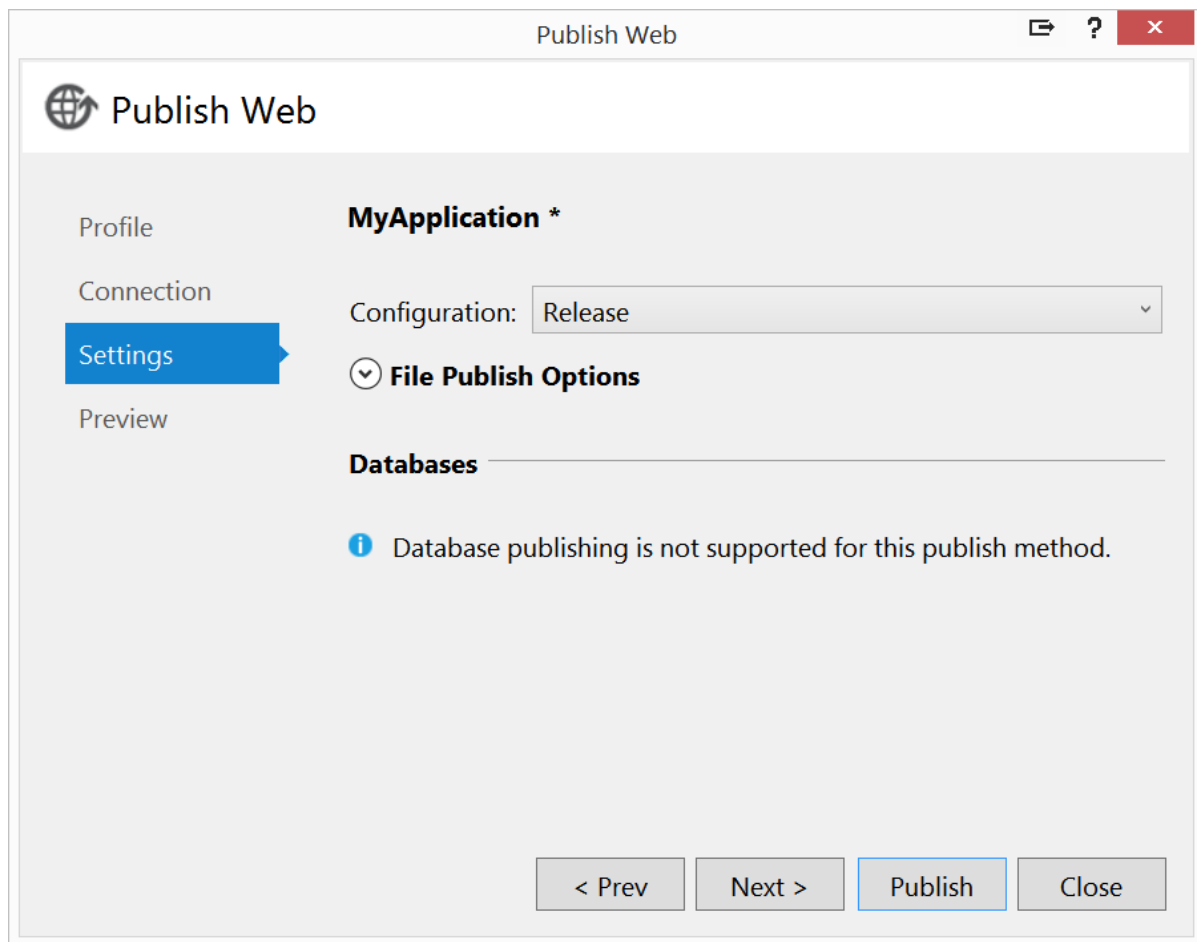 Publish Web
?
Publish Web
Profile
Connection
Settings
Preview
MyApplication *
Configuration: Release
File Publish Options
Databases
Database publishing is not supported for this publish method.
< Prev Next > Publish Close